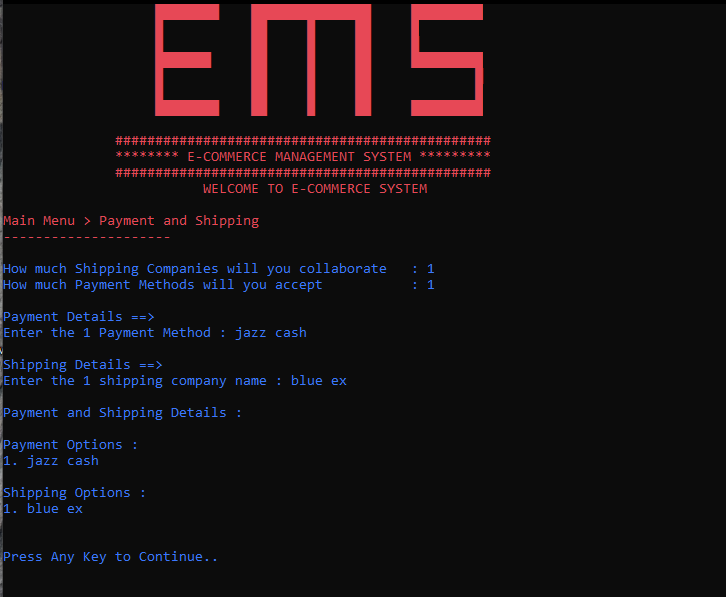 EMS
###############################################
******** E-COMMERCE MANAGEMENT SYSTEM *********
###############################################
WELCOME TO E-COMMERCE SYSTEM
Main Menu > Payment and Shipping
---------------------
How much Shipping Companies will you collaborate   : 1
How much Payment Methods will you accept           : 1
Payment Details ==>
Enter the 1 Payment Method : jazz cash
Shipping Details ==>
Enter the 1 shipping company name : blue ex
Payment and Shipping Details :
Payment Options :
1. jazz cash
Shipping Options :
1. blue ex
Press Any Key to Continue..